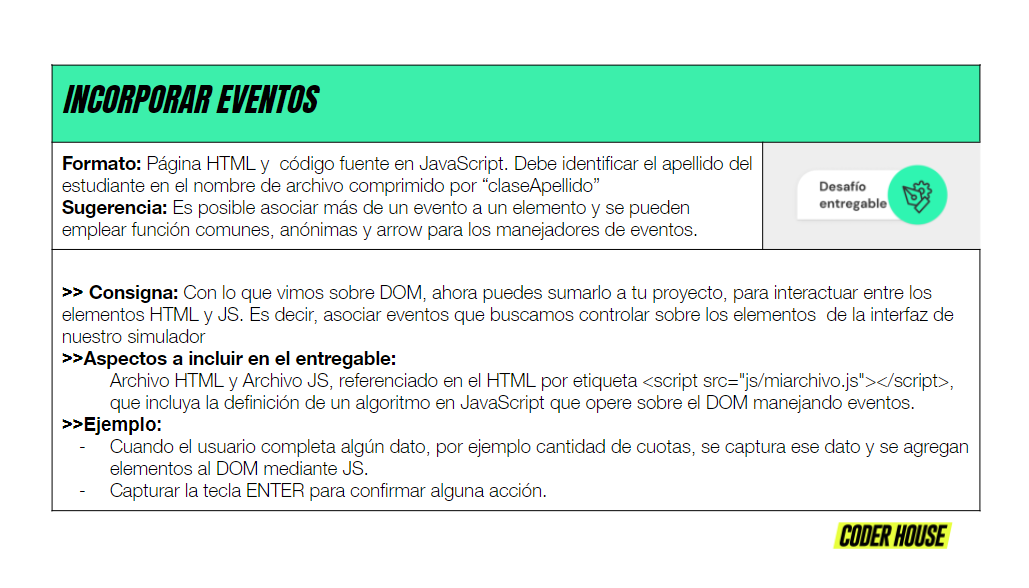 INCORPORAR EVENTOS
Formato: Página HTML y  código fuente en JavaScript. Debe identificar el apellido del
estudiante en el nombre de archivo comprimido por “claseApellido”
Sugerencia: Es posible asociar más de un evento a un elemento y se pueden
emplear función comunes, anónimas y arrow para los manejadores de eventos.
Desafío
entregable
>> Consigna: Con lo que vimos sobre DOM, ahora puedes sumarlo a tu proyecto, para interactuar entre los
elementos HTML y JS. Es decir, asociar eventos que buscamos controlar sobre los elementos  de la interfaz de
nuestro simulador
>>Aspectos a incluir en el entregable:
Archivo HTML y Archivo JS, referenciado en el HTML por etiqueta <script src="js/miarchivo.js"></script>,
que incluya la definición de un algoritmo en JavaScript que opere sobre el DOM manejando eventos.
>>Ejemplo:
- Cuando el usuario completa algún dato, por ejemplo cantidad de cuotas, se captura ese dato y se agregan
elementos al DOM mediante JS.
- Capturar la tecla ENTER para confirmar alguna acción.
CODER HOUSE